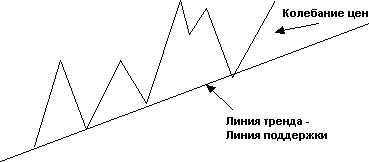 Колебание цен
Линия тренда -
Линия поддержки